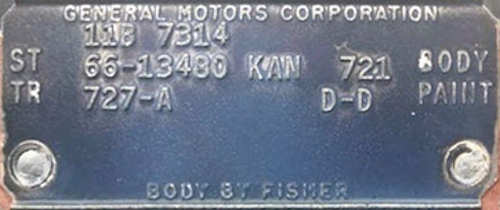 GENERAL MOTORS CORPORATION
11B 7314
ST 66-13480 KAN 721 BODY
TR 727-A D-D PAINT
BODY BY FISHER